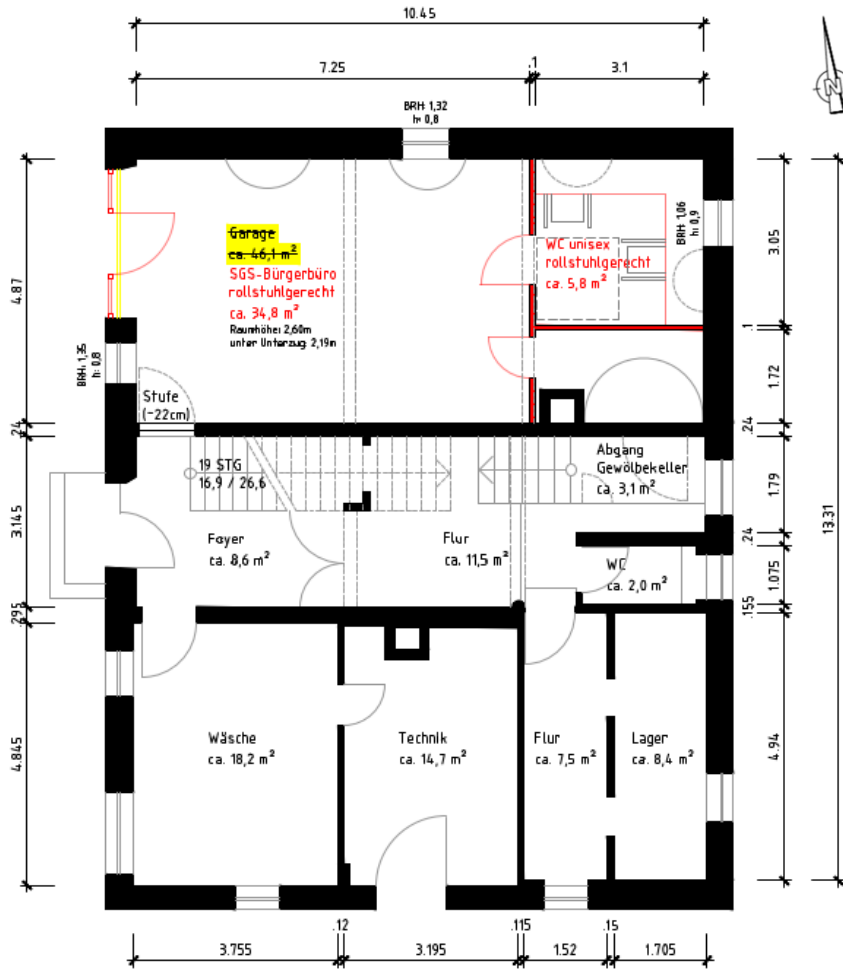 10.45
7.25
.1
3.1
N
BRH: 1,32
h: 0,8
Garage
ca. 46,1 m²
SGS-Bürgerbüro
rollstuhlgerecht
ca. 34,8 m²
Raumhöhe: 2,60m
unter Unterzug: 2,19m
WC unisex
rollstuhlgerecht
ca. 5,8 m²
BRH: 1,06
h: 0,9
4.87
3.05
.1
BRH: 1,35
h: 0,8
1.72
Stufe
(-22cm)
.24
.24
19 STG
16,9 / 26,6
Abgang
Gewölbekeller
ca. 3,1 m²
1.79
13.31
3.145
Foyer
ca. 8,6 m²
Flur
ca. 11,5 m²
.24
WC
ca. 2,0 m²
1.075
.295
.155
Wäsche
ca. 18,2 m²
Technik
ca. 14,7 m²
Flur
ca. 7,5 m²
Lager
ca. 8,4 m²
4.845
4.94
.12
.115
.15
3.755
3.195
1.52
1.705